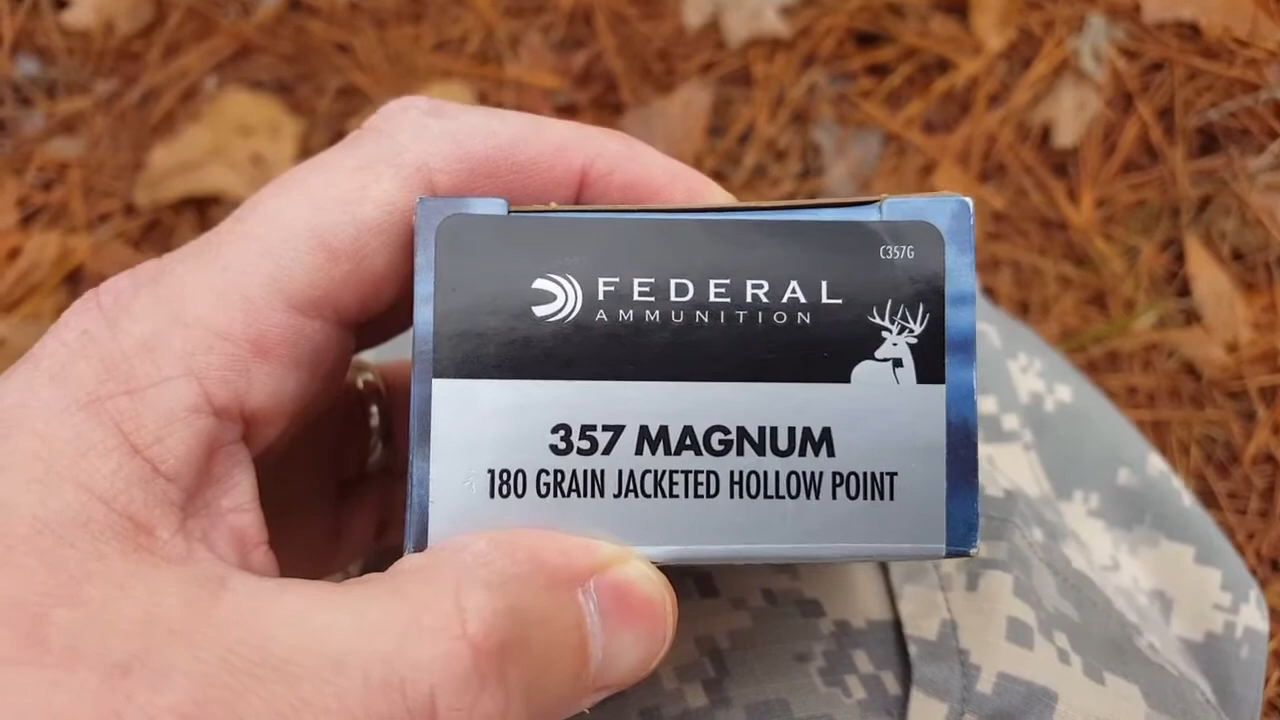 C357G
FEDERAL
AMMUNITION
357 MAGNUM
180 GRAIN JACKETED HOLLOW POINT